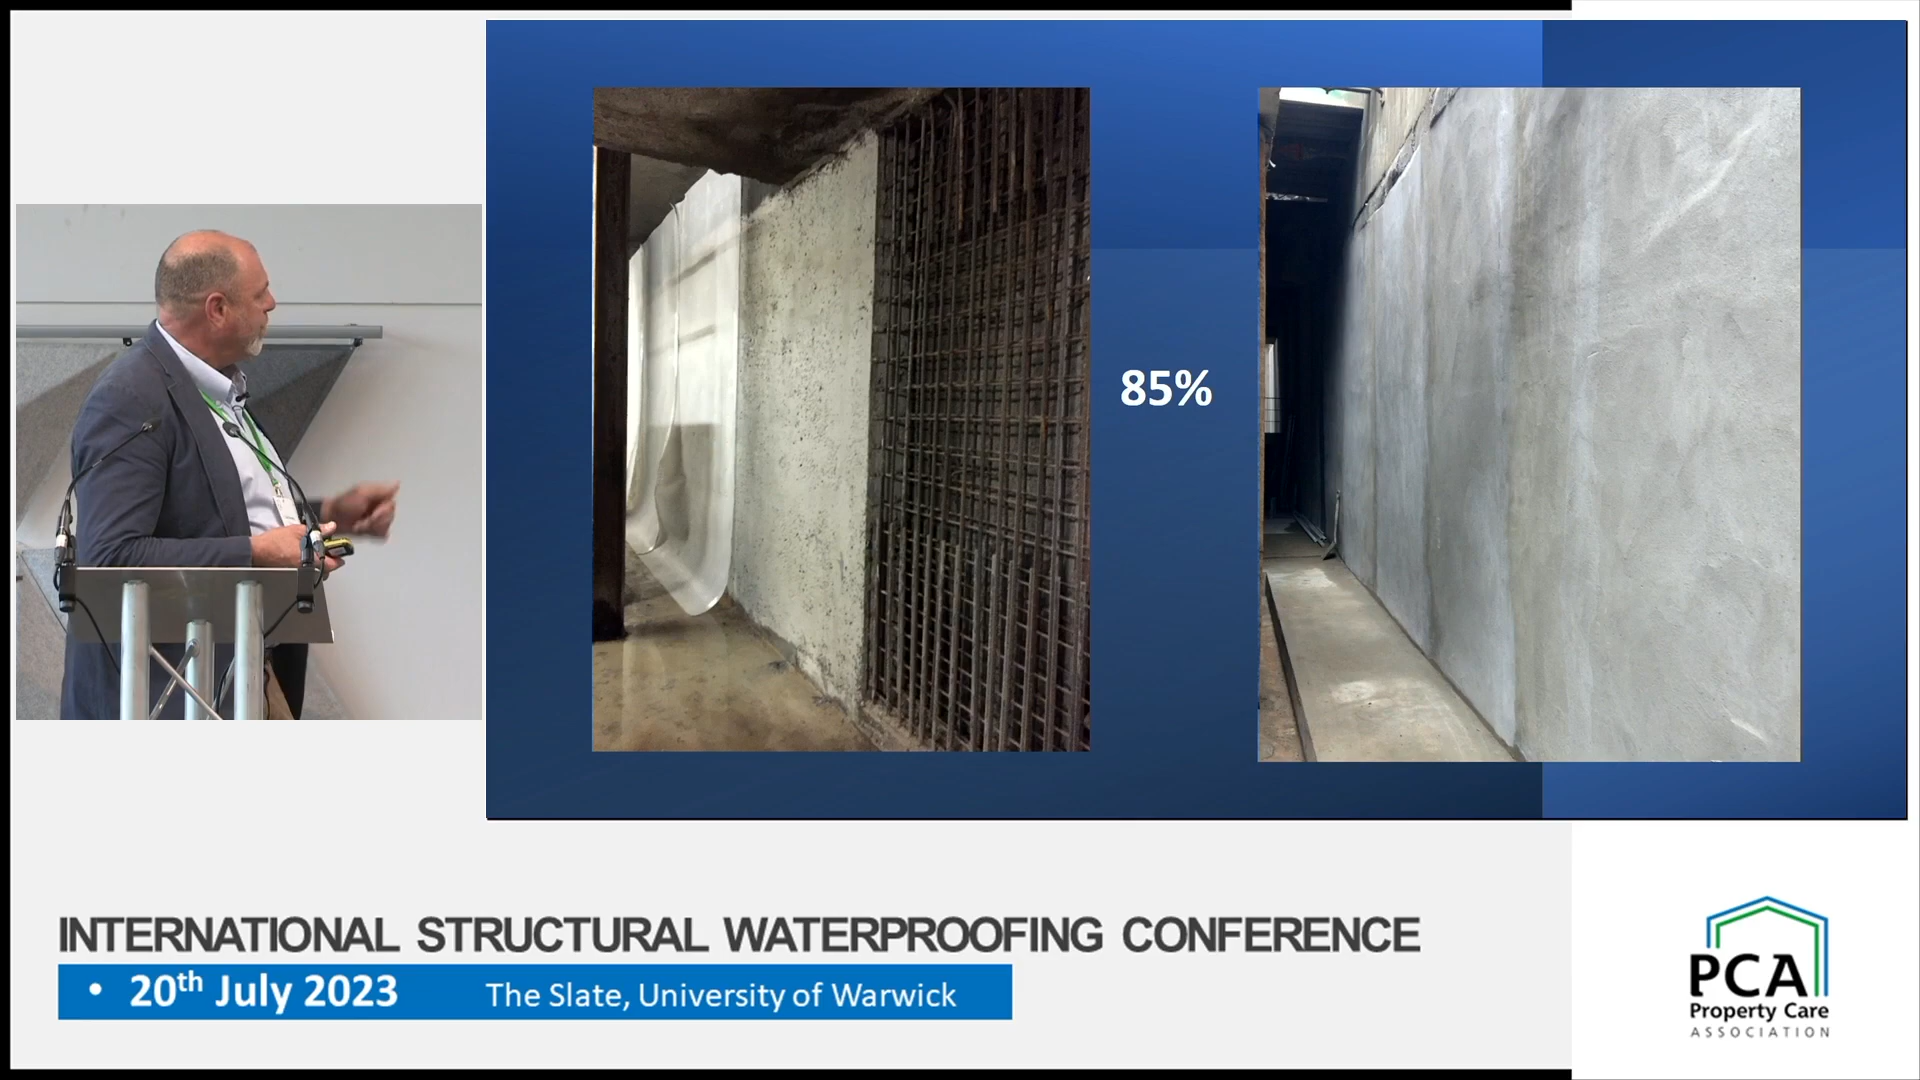 85%
INTERNATIONAL STRUCTURAL WATERPROOFING CONFERENCE
• 20th July 2023 The Slate, University of Warwick
PCA
Property Care
ASSOCIATION